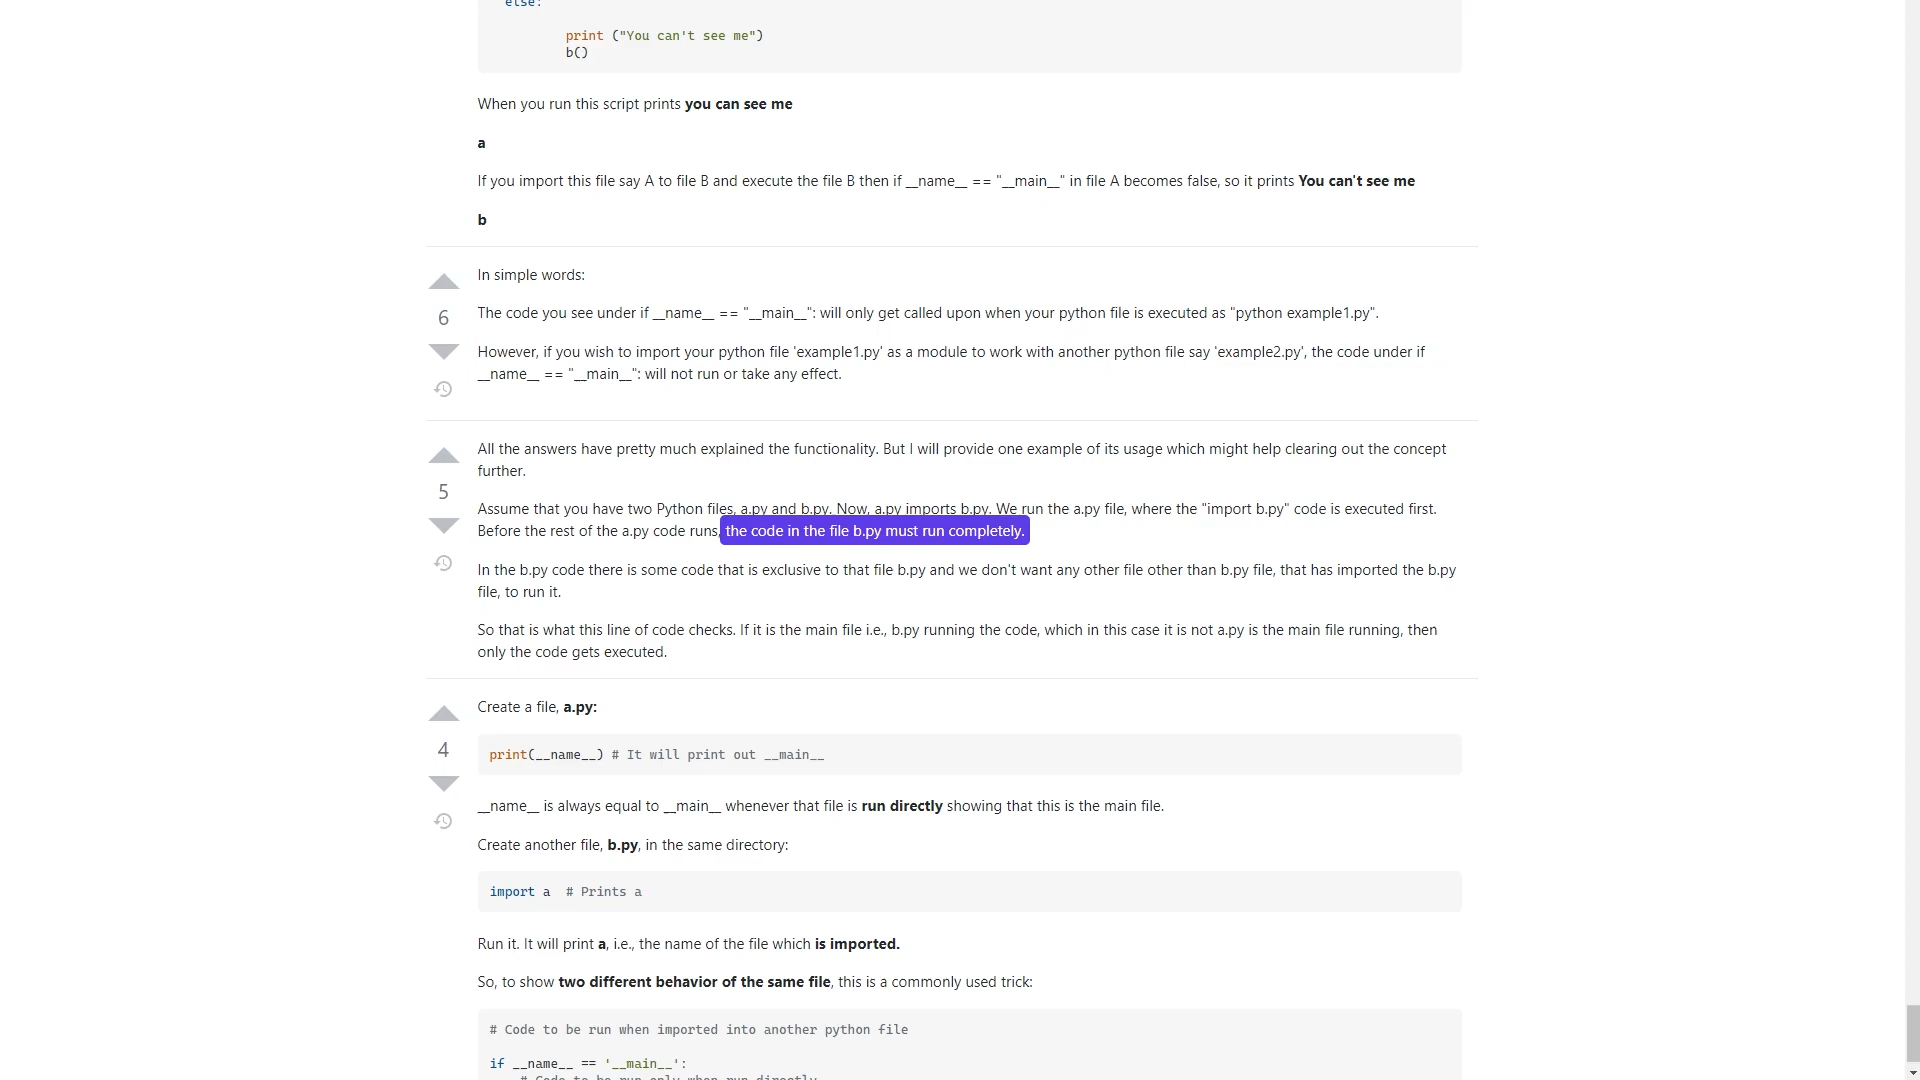 else:
print ("You can't see me")
b()
When you run this script prints you can see me
a
If you import this file say A to file B and execute the file B then if __name__ == "__main__" in file A becomes false, so it prints You can't see me
b
In simple words:
6
The code you see under if __name__ == "__main__": will only get called upon when your python file is executed as "python example1.py".
However, if you wish to import your python file 'example1.py' as a module to work with another python file say 'example2.py', the code under if
__name__ == "__main__": will not run or take any effect.
All the answers have pretty much explained the functionality. But I will provide one example of its usage which might help clearing out the concept
further.
5
Assume that you have two Python files, a.py and b.py. Now, a.py imports b.py. We run the a.py file, where the "import b.py" code is executed first.
Before the rest of the a.py code runs, the code in the file b.py must run completely.
In the b.py code there is some code that is exclusive to that file b.py and we don't want any other file other than b.py file, that has imported the b.py
file, to run it.
So that is what this line of code checks. If it is the main file i.e., b.py running the code, which in this case it is not a.py is the main file running, then
only the code gets executed.
Create a file, a.py:
4
print(__name__) # It will print out __main__
__name__ is always equal to __main__ whenever that file is run directly showing that this is the main file.
Create another file, b.py, in the same directory:
import a  # Prints a
Run it. It will print a, i.e., the name of the file which is imported.
So, to show two different behavior of the same file, this is a commonly used trick:
# Code to be run when imported into another python file
if __name__ == '__main__':
# Code to be run only when run directly